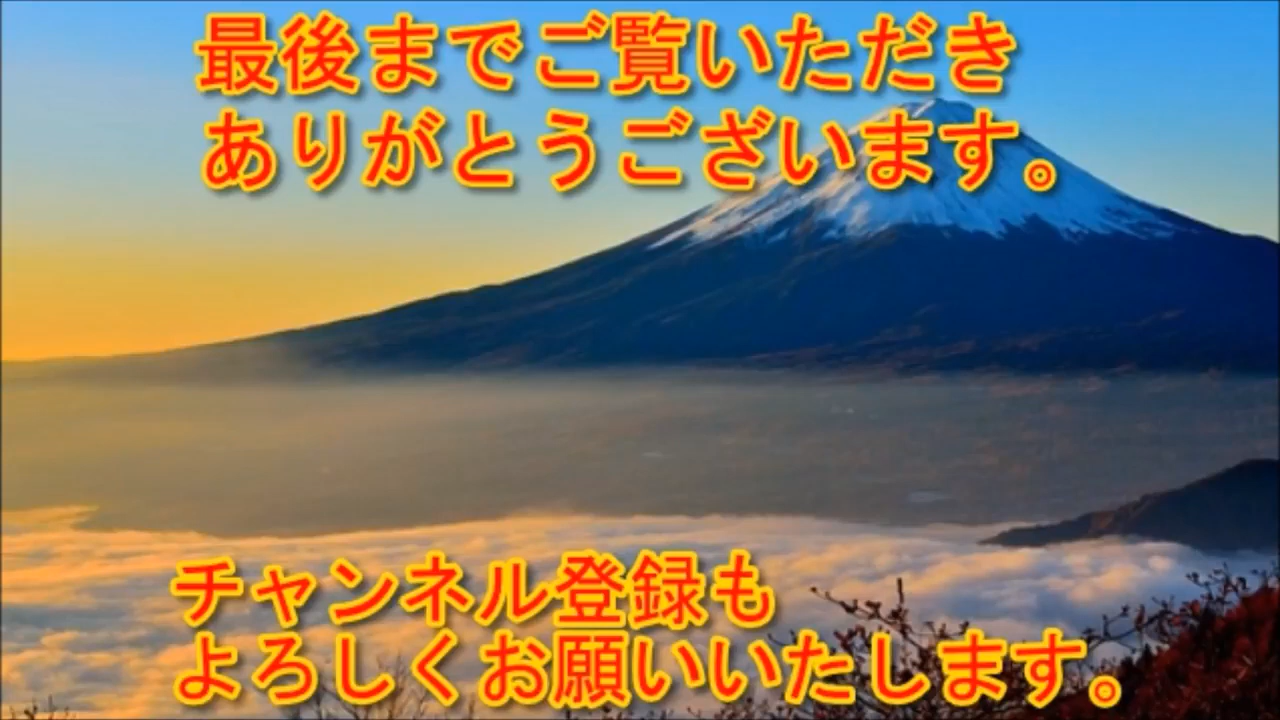 最後までご覧いただき
ありがとうございます。
チャンネル登録も
よろしくお願いいたします。